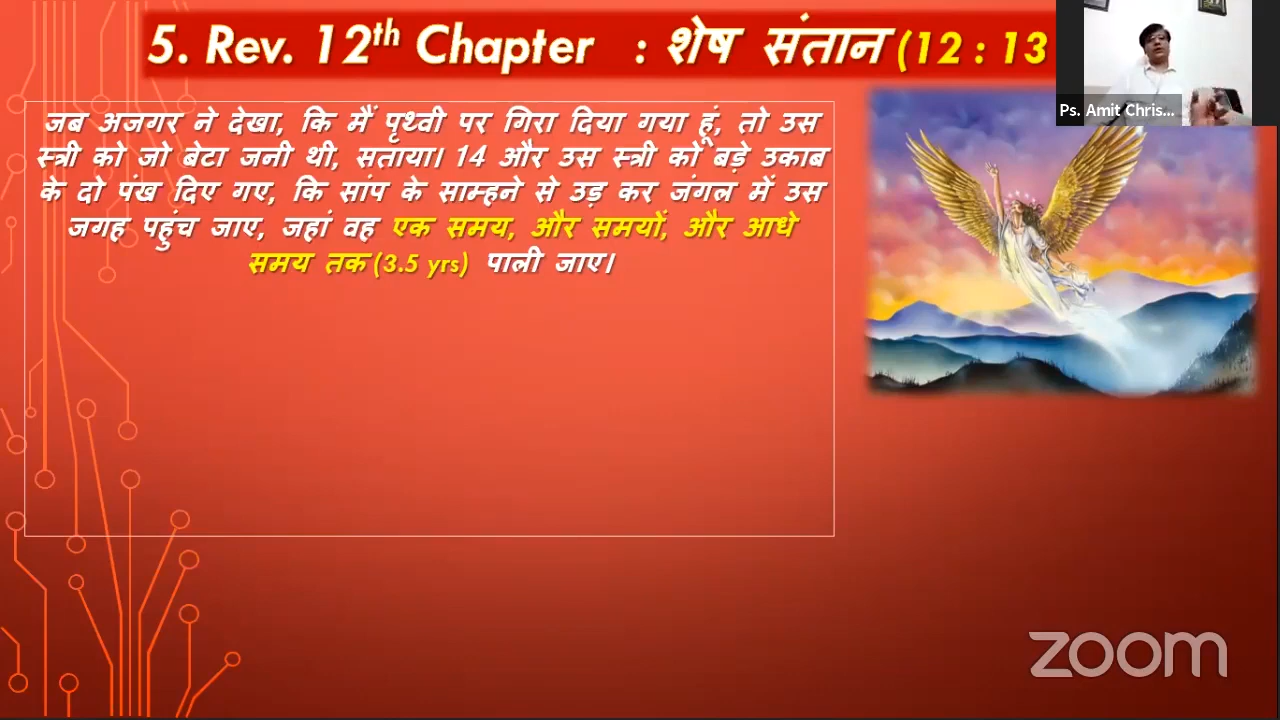 5. Rev. 12th Chapter : शेष संतान (12 : 13
जब अजगर ने देखा, कि मैं पृथ्वी पर गिरा दिया गया हूं, तो उस
स्त्री को जो बेटा जनी थी, सताया। 14 और उस स्त्री को बड़े उकाब
के दो पंख दिए गए, कि सांप के साम्हने से उड़ कर जंगल में उस
जगह पहुंच जाए, जहां वह एक समय, और समयों, और आधे
समय तक (3.5 yrs) पाली जाए।
Ps. Amit Chris...
zoom